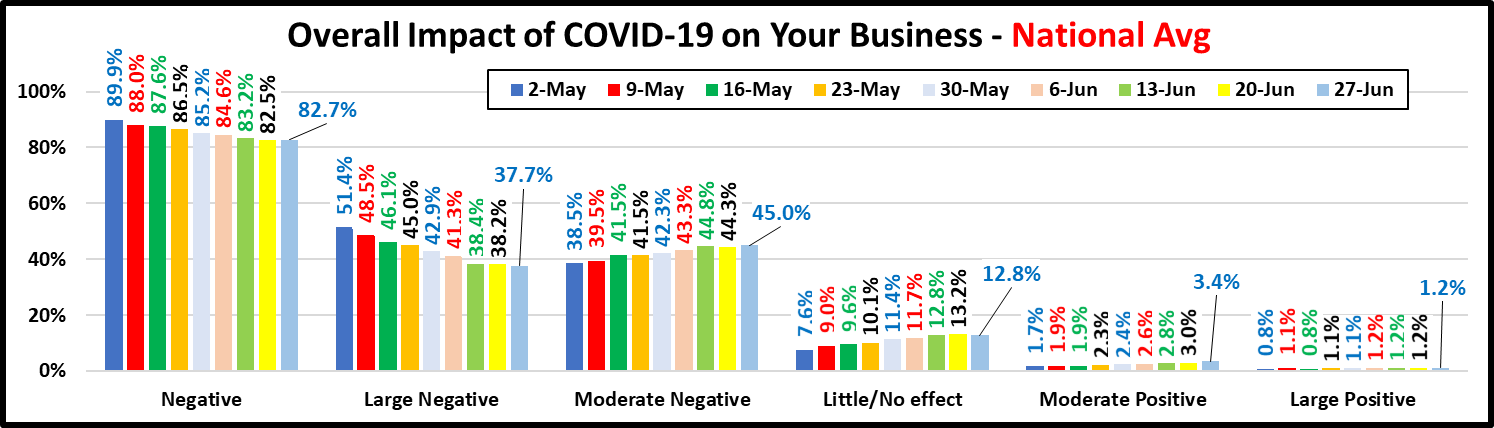 Overall Impact of COVID-19 on Your Business - National Avg
2-May 9-May 16-May 23-May 30-May 6-Jun 13-Jun 20-Jun 27-Jun
100%
80%
60%
40%
20%
0%
89.9% 88.0% 87.6% 86.5% 85.2% 84.6% 83.2% 82.5% 82.7%
51.4% 48.5% 46.1% 45.0% 42.9% 41.3% 38.4% 38.2% 37.7%
38.5% 39.5% 41.5% 41.5% 42.3% 43.3% 44.8% 44.3% 45.0%
7.6% 9.0% 9.6% 10.1% 11.4% 11.7% 12.8% 13.2% 12.8%
1.7% 1.9% 1.9% 2.3% 2.4% 2.6% 2.8% 3.0% 3.4%
0.8% 1.1% 0.8% 1.1% 1.1% 1.2% 1.2% 1.2% 1.2%
Negative Large Negative Moderate Negative Little/No effect Moderate Positive Large Positive